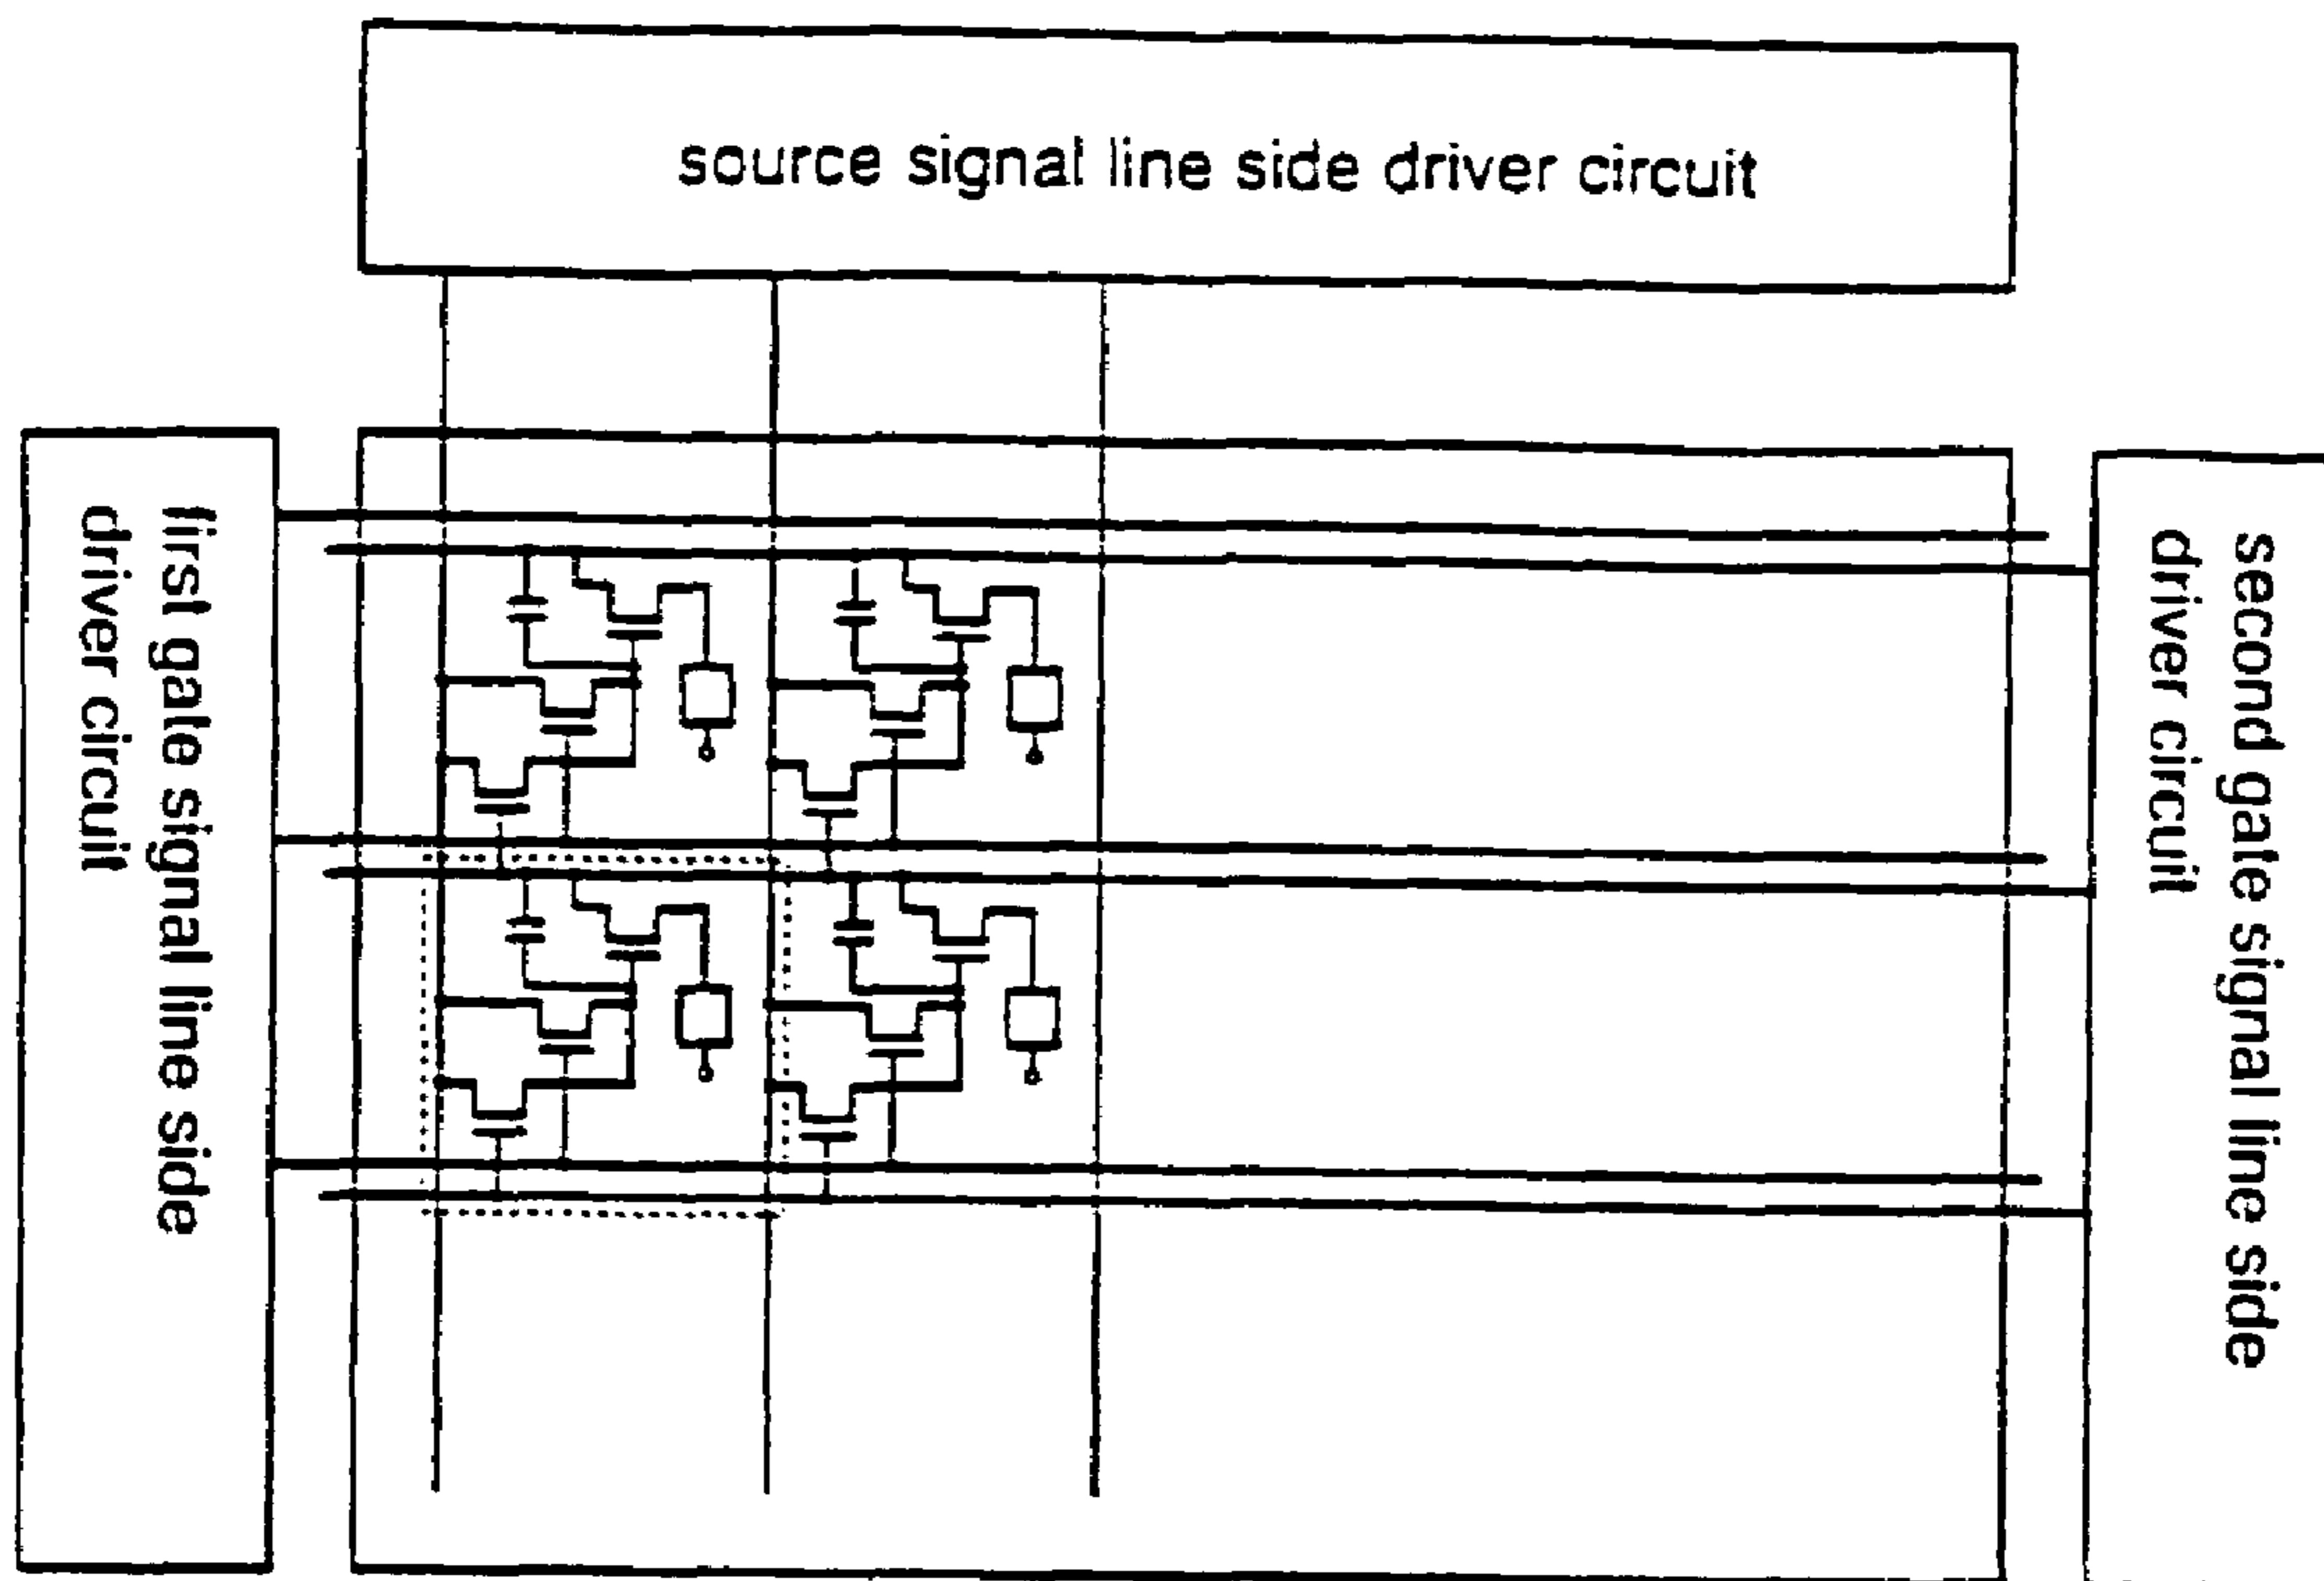 source signal line side driver circuit
first gate signal line side
driver circuit
second gate signal line side
driver circuit